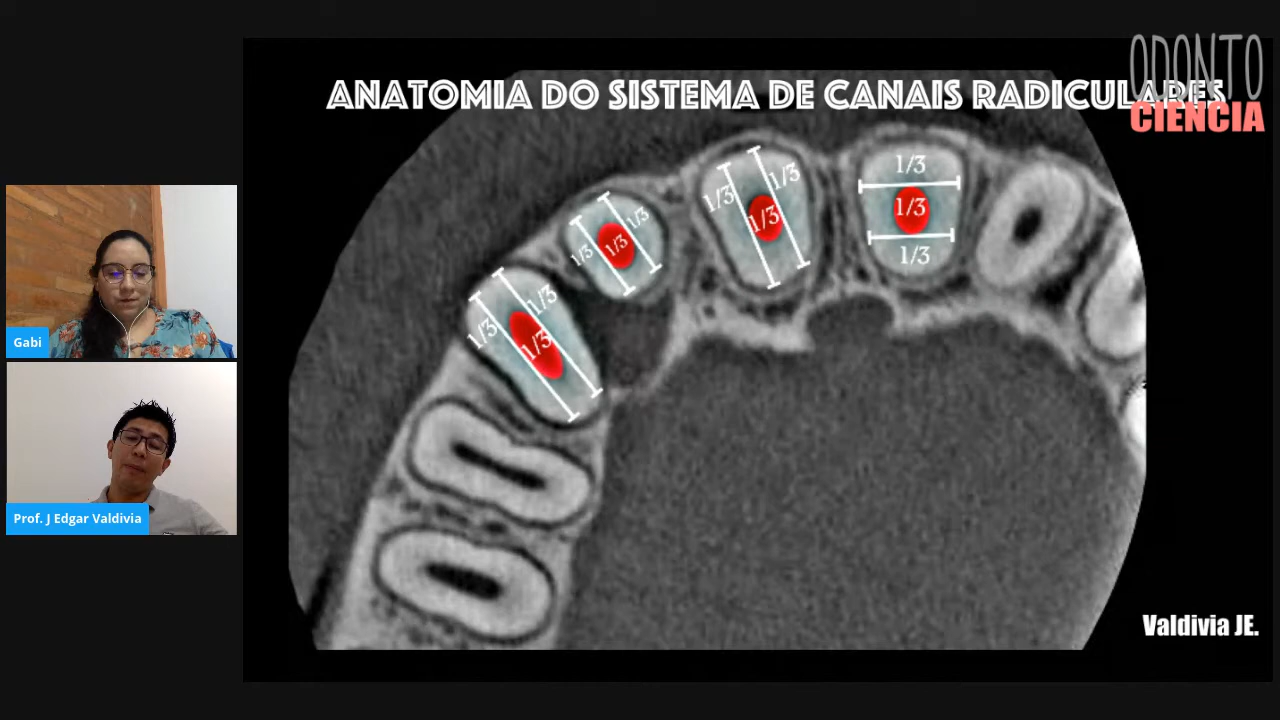 ODONTO
CIENCIA
ANATOMIA DO SISTEMA DE CANAIS RADICULARES
1/3
1/3
1/3
1/3
1/3
1/3
1/3
1/3
1/3
1/3
1/3
1/3
Gabi
Prof. J Edgar Valdivia
Valdivia JE.